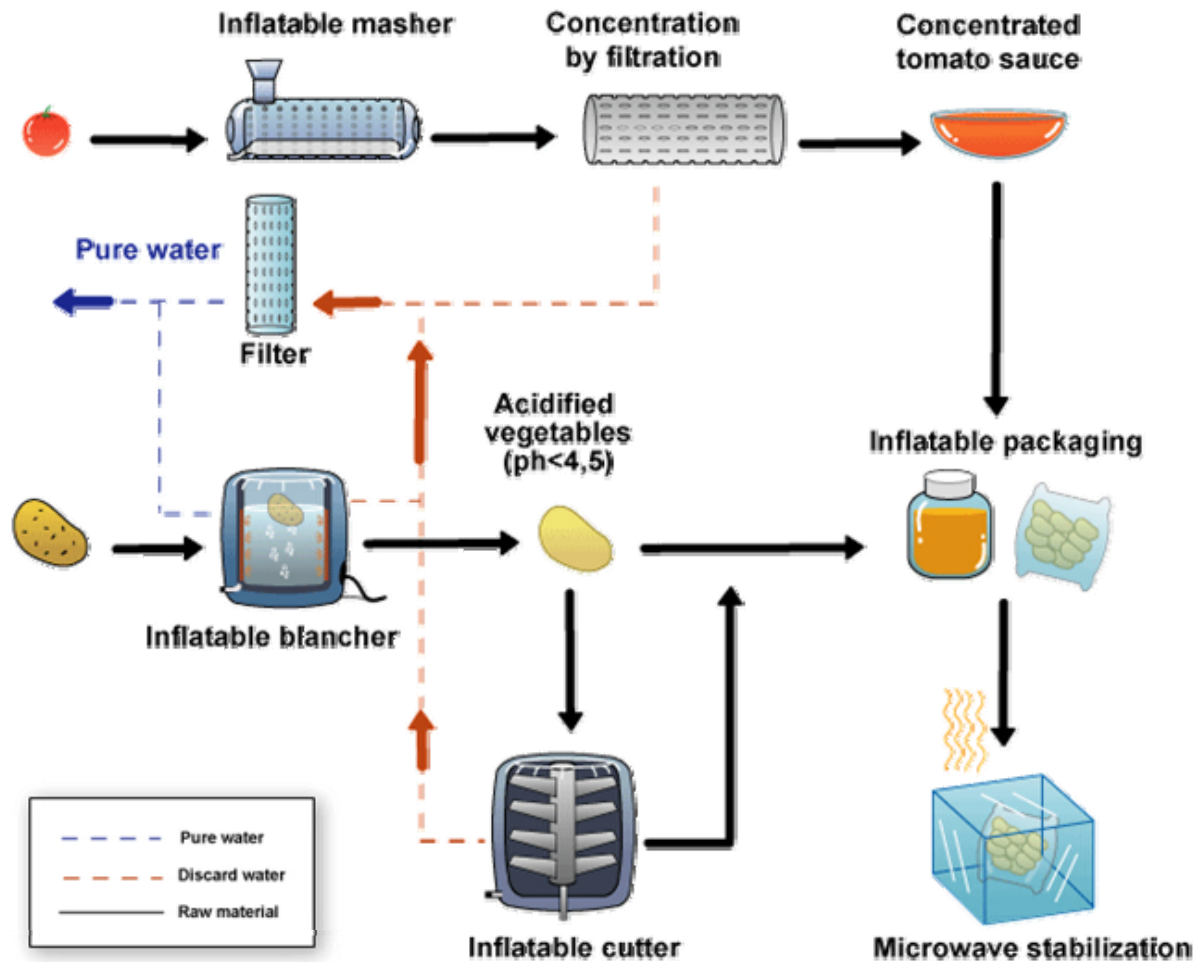 Inflatable masher
Concentration
by filtration
Concentrated
tomato sauce
Pure water
Filter
Acidified
vegetables
(ph<4,5)
Inflatable packaging
Inflatable blancher
Pure water
Discard water
Raw material
Inflatable cutter
Microwave stabilization